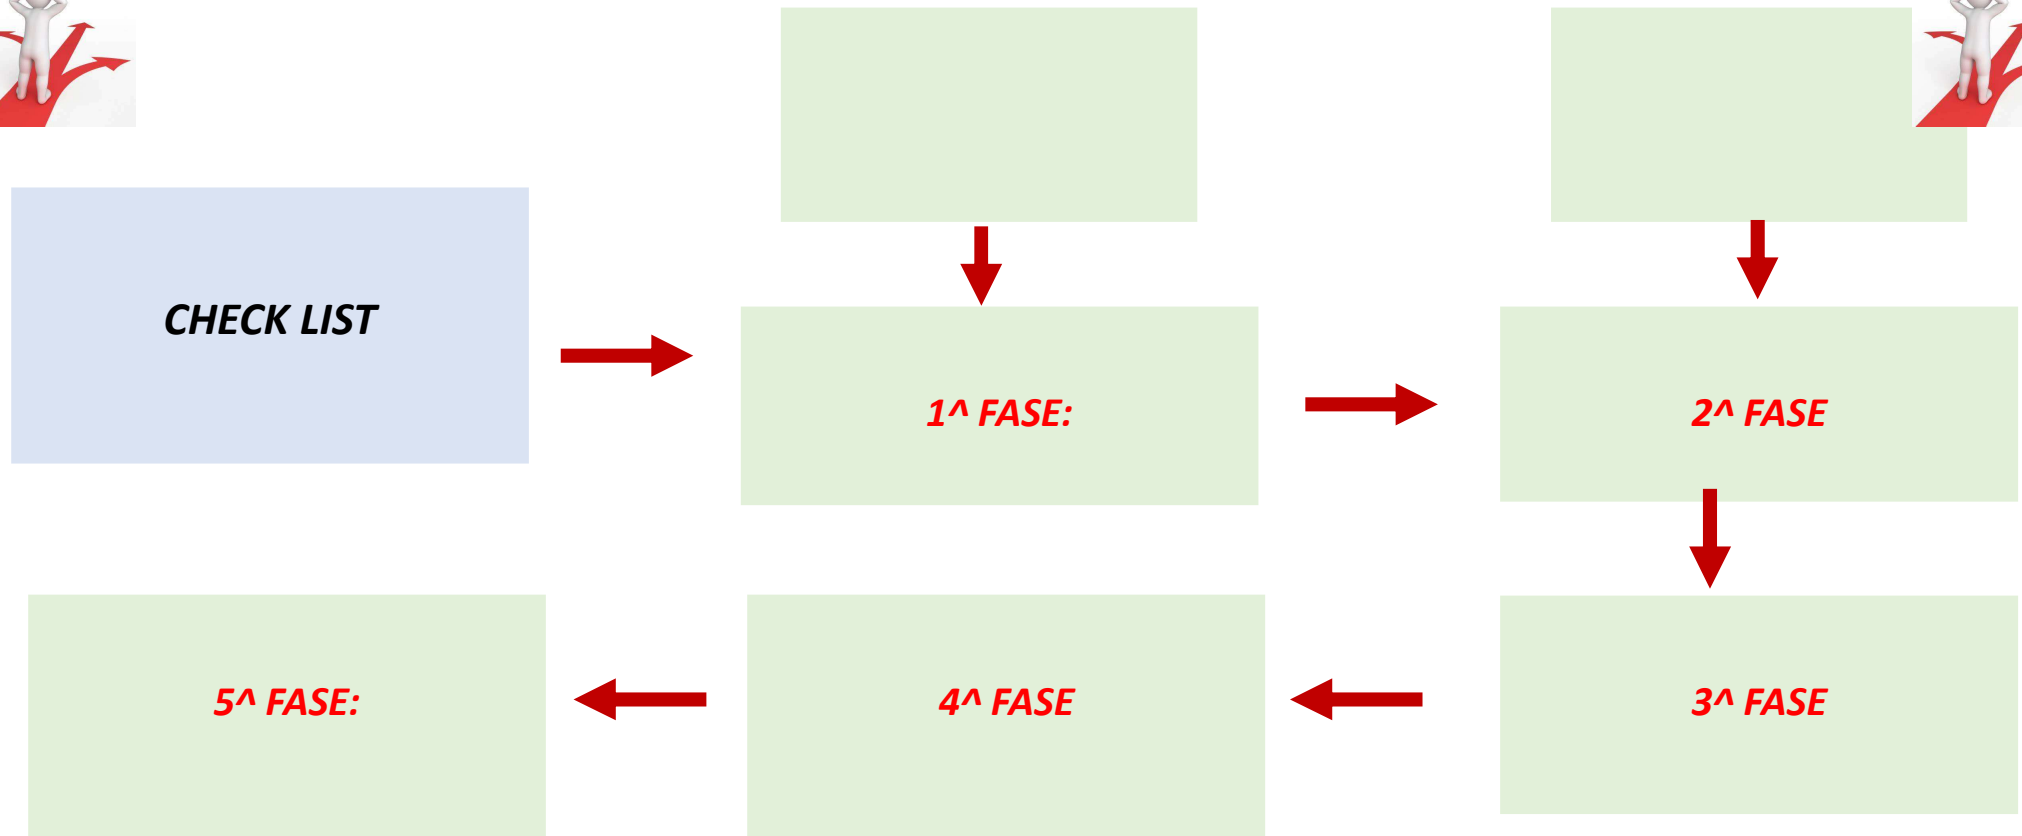 CHECK LIST
1^ FASE:
2^ FASE
3^ FASE
4^ FASE
5^ FASE: